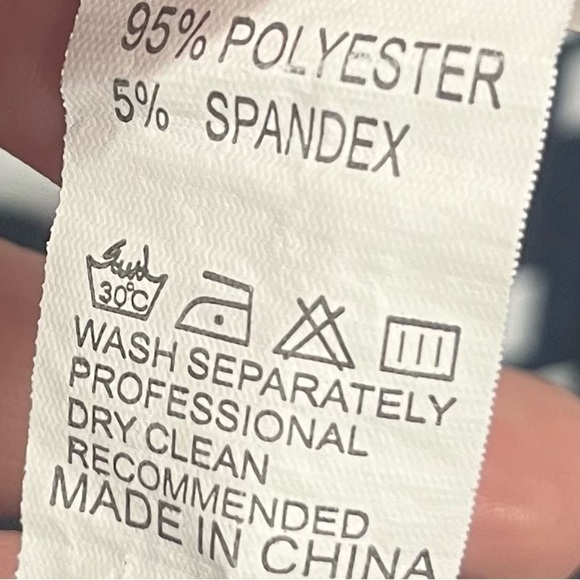 95% POLYESTER
5% SPANDEX
30°C
WASH SEPARATELY
PROFESSIONAL
DRY CLEAN
RECOMMENDED
MADE IN CHINA